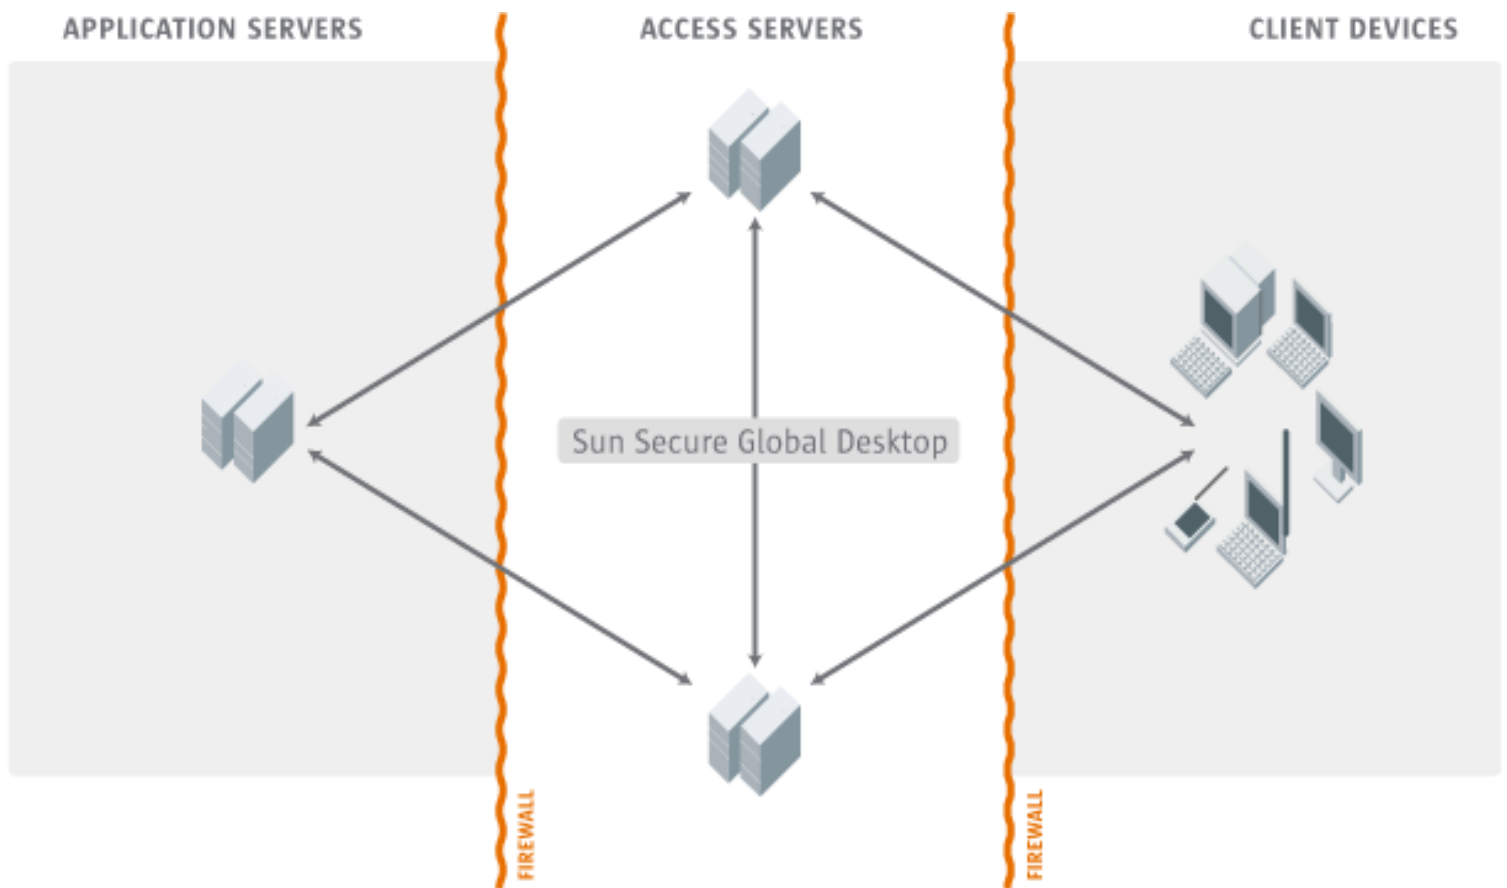 APPLICATION SERVERS
ACCESS SERVERS
CLIENT DEVICES
Sun Secure Global Desktop
FIREWALL
FIREWALL